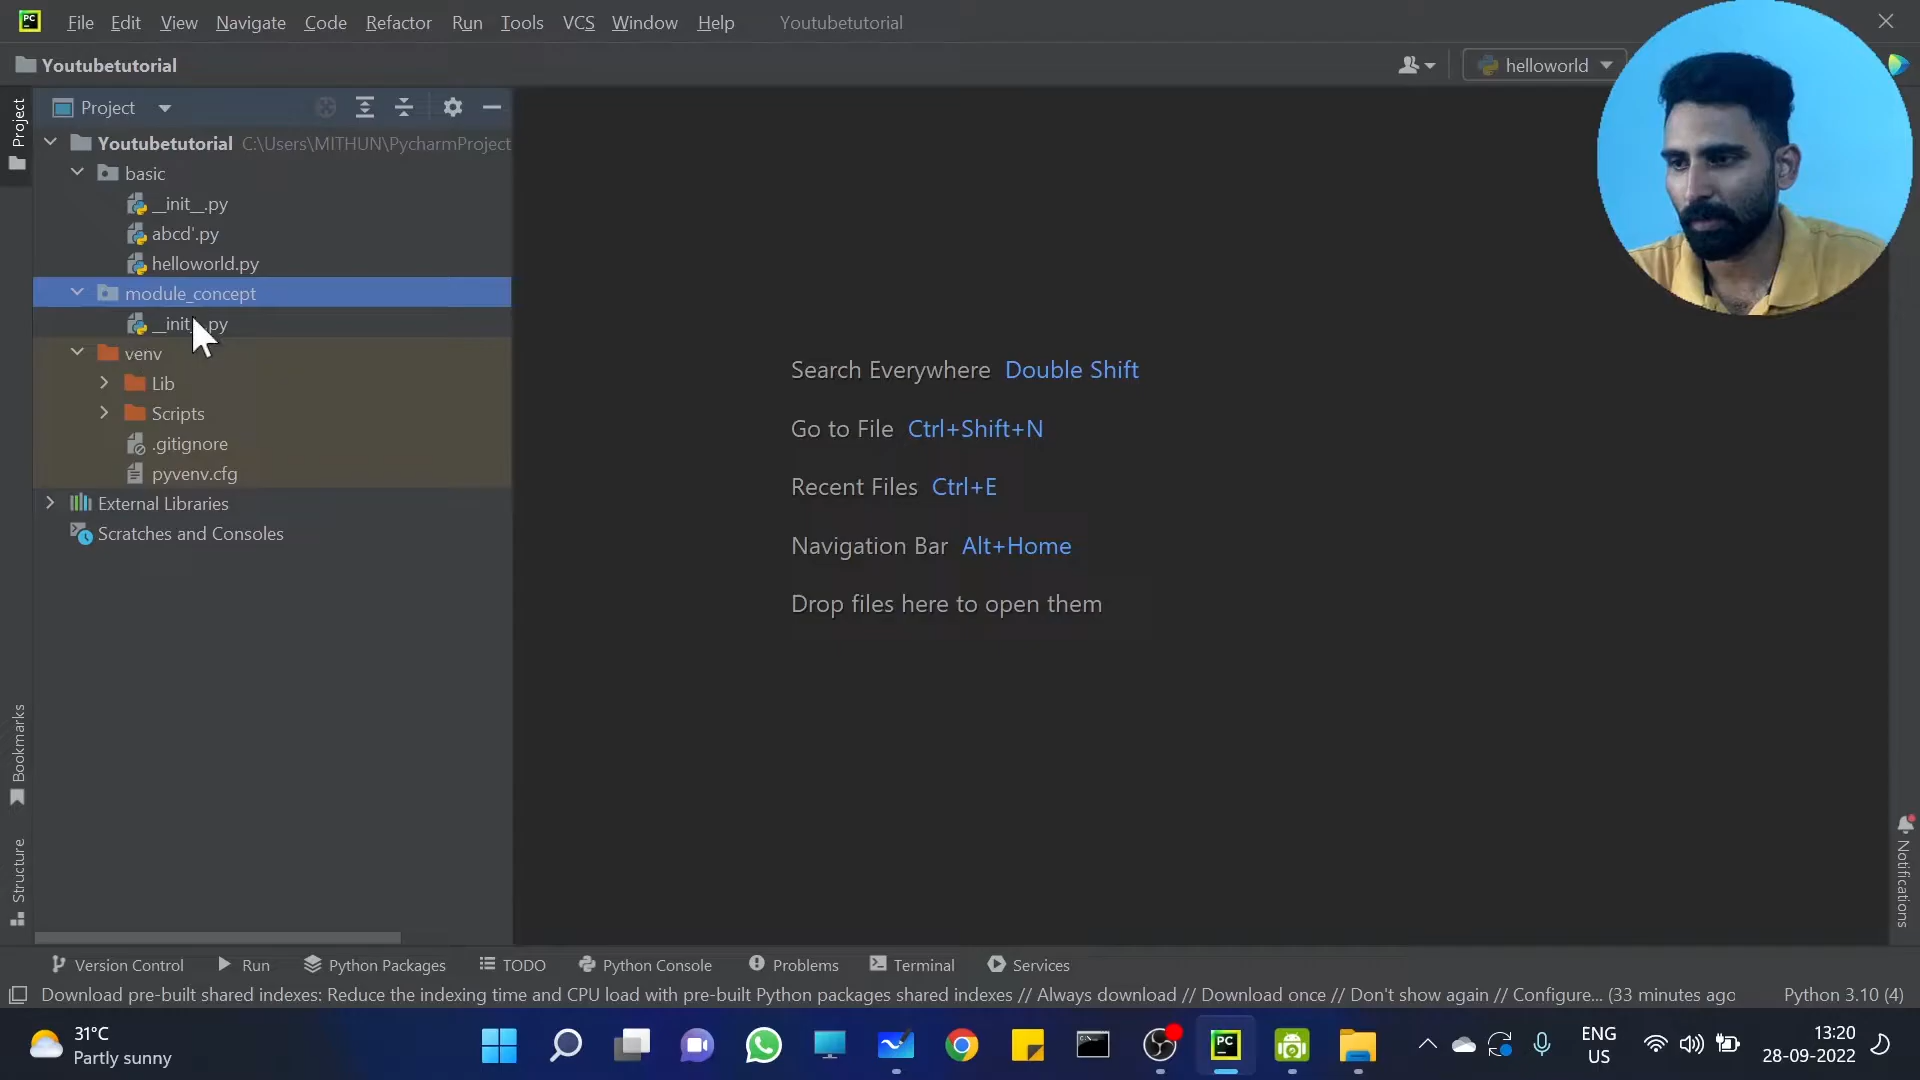 PC File Edit View Navigate Code Refactor Run Tools VCS Window Help Youtubetutorial
Youtubetutorial
helloworld
Project
Project
Youtubetutorial C:\Users\MITHUN\PycharmProject
basic
__init__.py
abcd'.py
helloworld.py
module_concept
__init__.py
venv
Lib
Scripts
.gitignore
pyvenv.cfg
External Libraries
Scratches and Consoles
Search Everywhere Double Shift
Go to File Ctrl+Shift+N
Recent Files Ctrl+E
Navigation Bar Alt+Home
Drop files here to open them
Bookmarks
Structure
Notifications
Version Control Run Python Packages TODO Python Console Problems Terminal Services
Download pre-built shared indexes: Reduce the indexing time and CPU load with pre-built Python packages shared indexes // Always download // Download once // Don't show again // Configure... (33 minutes ago
Python 3.10 (4)
31°C
Partly sunny
PC
ENG
US
13:20
28-09-2022